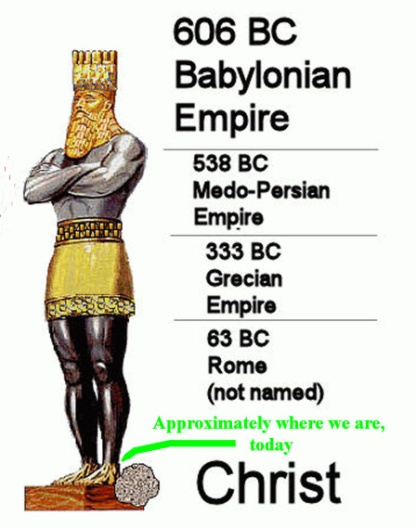 606 BC
Babylonian
Empire
538 BC
Medo-Persian
Empire
333 BC
Grecian
Empire
63 BC
Rome
(not named)
Approximately where we are,
today
Christ